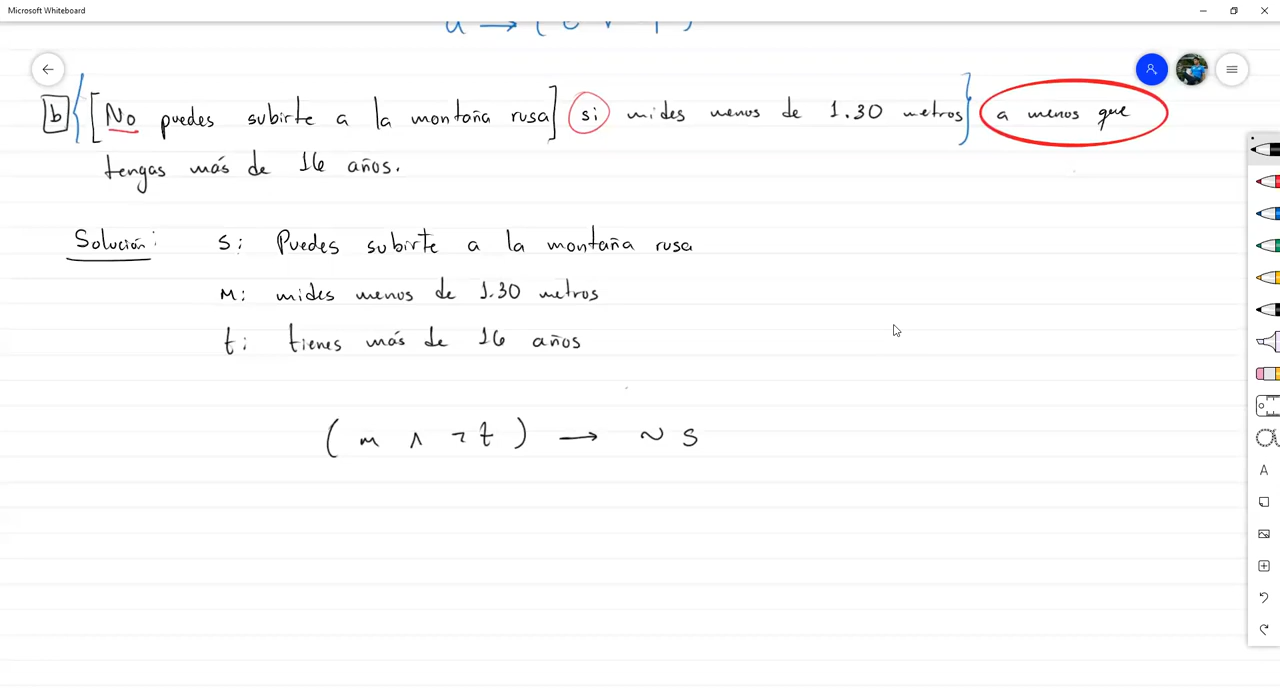 Microsoft Whiteboard
b { [No puedes subirte a la montaña rusa] si mides menos de 1.30 metros} a menos que
tengas más de 16 años.
Solución: s: Puedes subirte a la montaña rusa
m: mides menos de 1.30 metros
t: tienes más de 16 años
( m ∧ ¬ t ) → ~ s
A